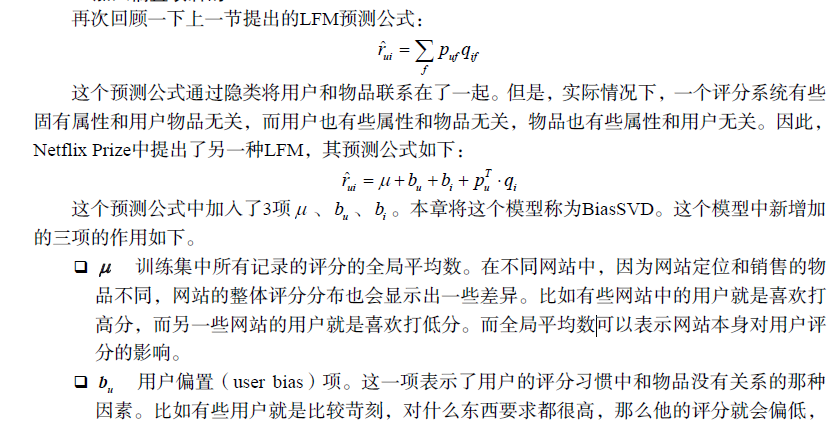 再次回顾一下上一节提出的LFM预测公式：
r̂_ui = ∑_f p_uf q_if
这个预测公式通过隐类将用户和物品联系在了一起。但是，实际情况下，一个评分系统有些
固有属性和用户物品无关，而用户也有些属性和物品无关，物品也有些属性和用户无关。因此，
Netflix Prize中提出了另一种LFM，其预测公式如下：
r̂_ui = μ + b_u + b_i + p_u^T · q_i
这个预测公式中加入了3项 μ 、b_u 、b_i 。本章将这个模型称为BiasSVD。这个模型中新增加
的三项的作用如下。
❑ μ 训练集中所有记录的评分的全局平均数。在不同网站中，因为网站定位和销售的物
品不同，网站的整体评分分布也会显示出一些差异。比如有些网站中的用户就是喜欢打
高分，而另一些网站的用户就是喜欢打低分。而全局平均数可以表示网站本身对用户评
分的影响。
❑ b_u 用户偏置（user bias）项。这一项表示了用户的评分习惯中和物品没有关系的那种
因素。比如有些用户就是比较苛刻，对什么东西要求都很高，那么他的评分就会偏低，